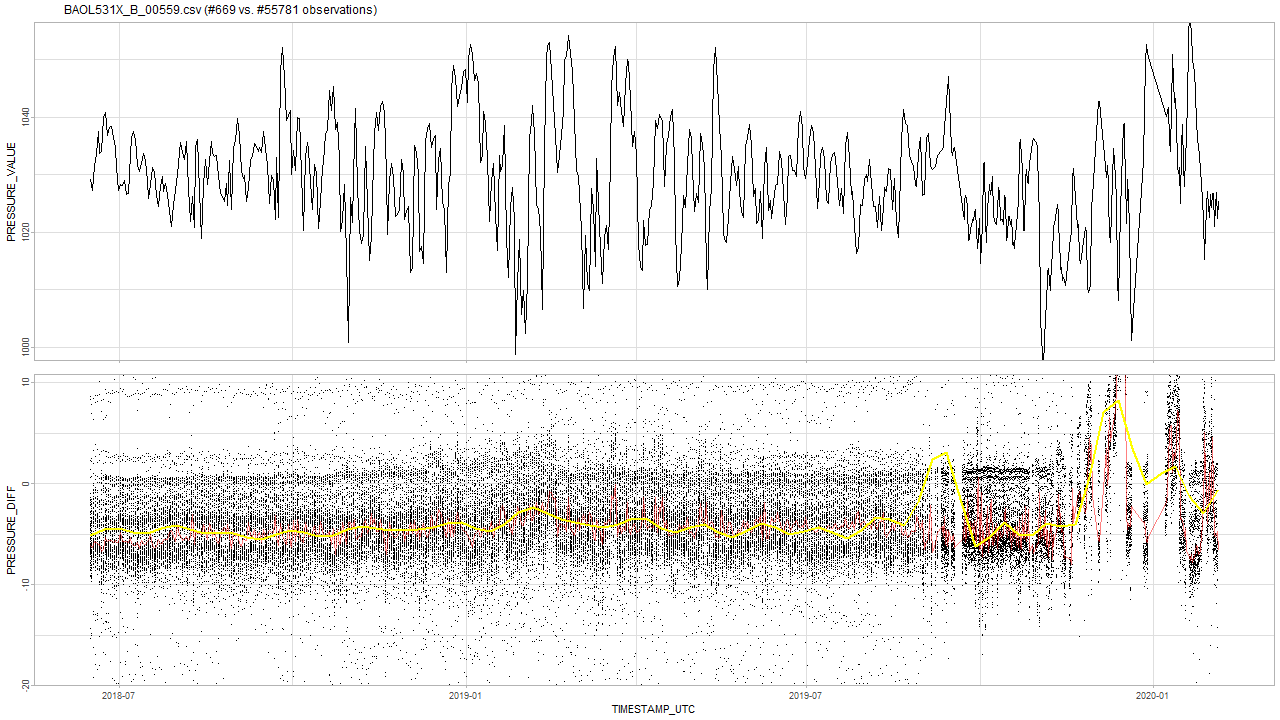 BAOL531X_B_00559.csv (#669 vs. #55781 observations)
PRESSURE_VALUE
1040
1020
1000
PRESSURE_DIFF
10
0
-10
-20
2018-07
2019-01
2019-07
2020-01
TIMESTAMP_UTC